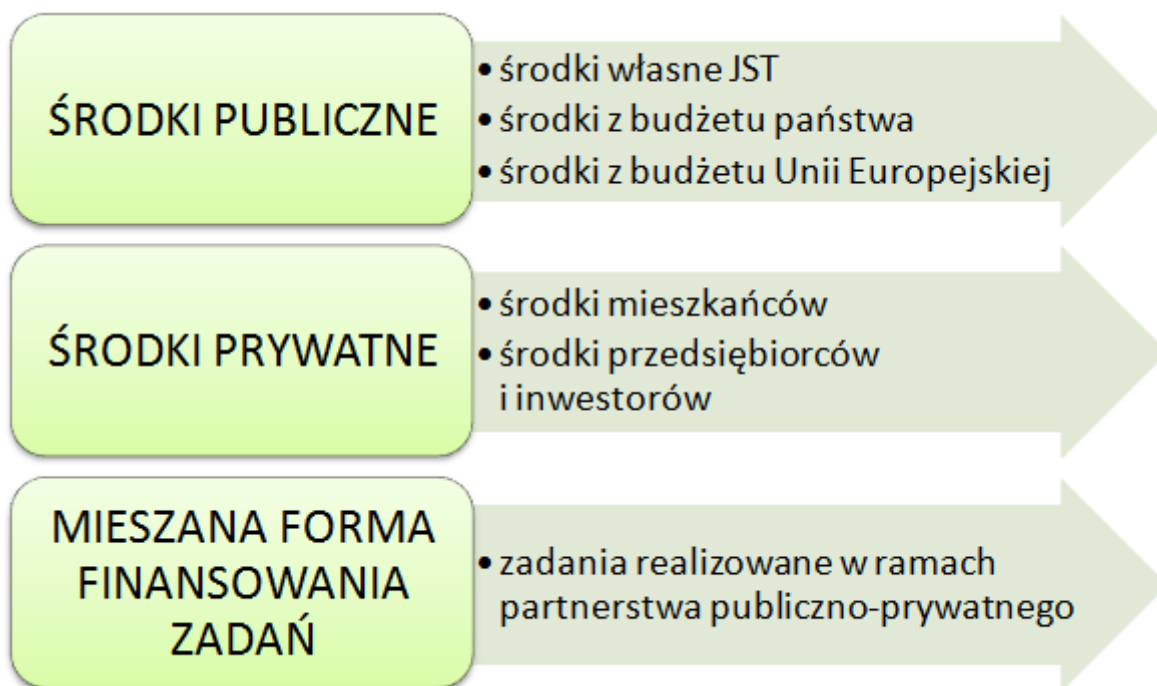 ŚRODKI PUBLICZNE
• środki własne JST
• środki z budżetu państwa
• środki z budżetu Unii Europejskiej
ŚRODKI PRYWATNE
• środki mieszkańców
• środki przedsiębiorców
i inwestorów
MIESZANA FORMA
FINANSOWANIA
ZADAŃ
• zadania realizowane w ramach
partnerstwa publiczno-prywatnego